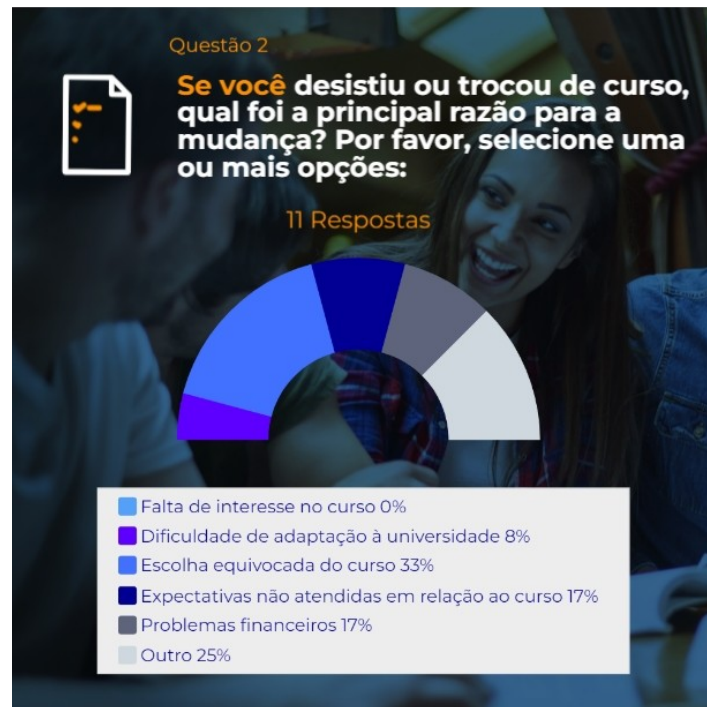 Questão 2
Se você desistiu ou trocou de curso,
qual foi a principal razão para a
mudança? Por favor, selecione uma
ou mais opções:
11 Respostas
Falta de interesse no curso 0%
Dificuldade de adaptação à universidade 8%
Escolha equivocada do curso 33%
Expectativas não atendidas em relação ao curso 17%
Problemas financeiros 17%
Outro 25%